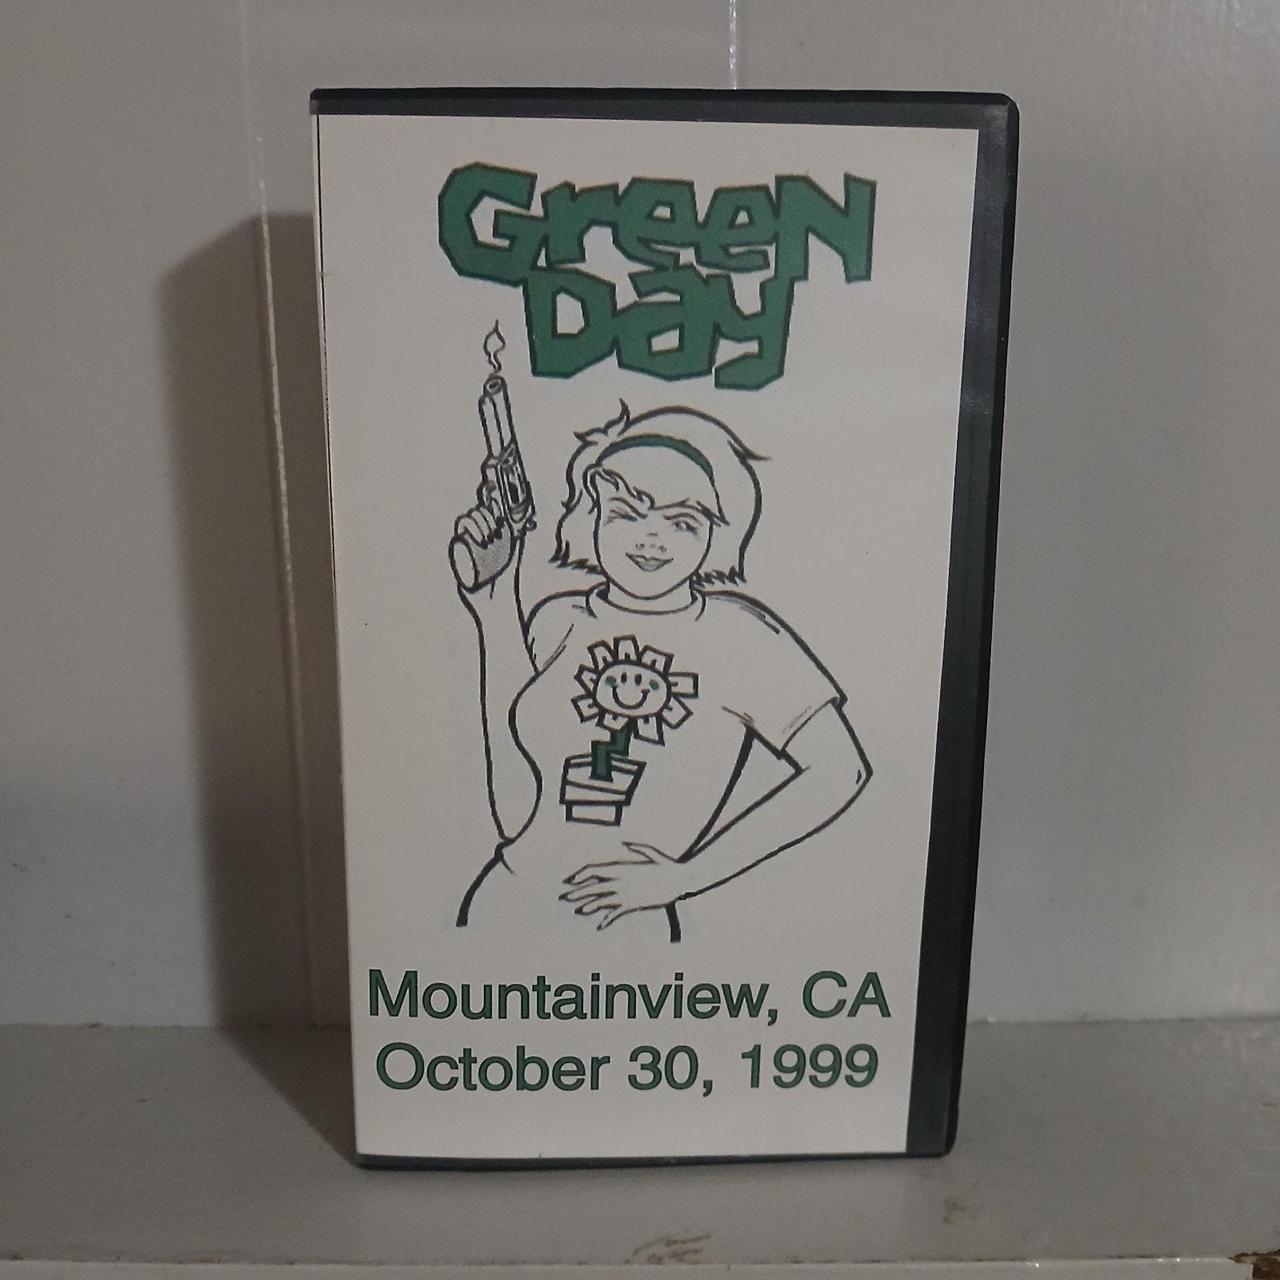 Green
Day
Mountainview, CA
October 30, 1999